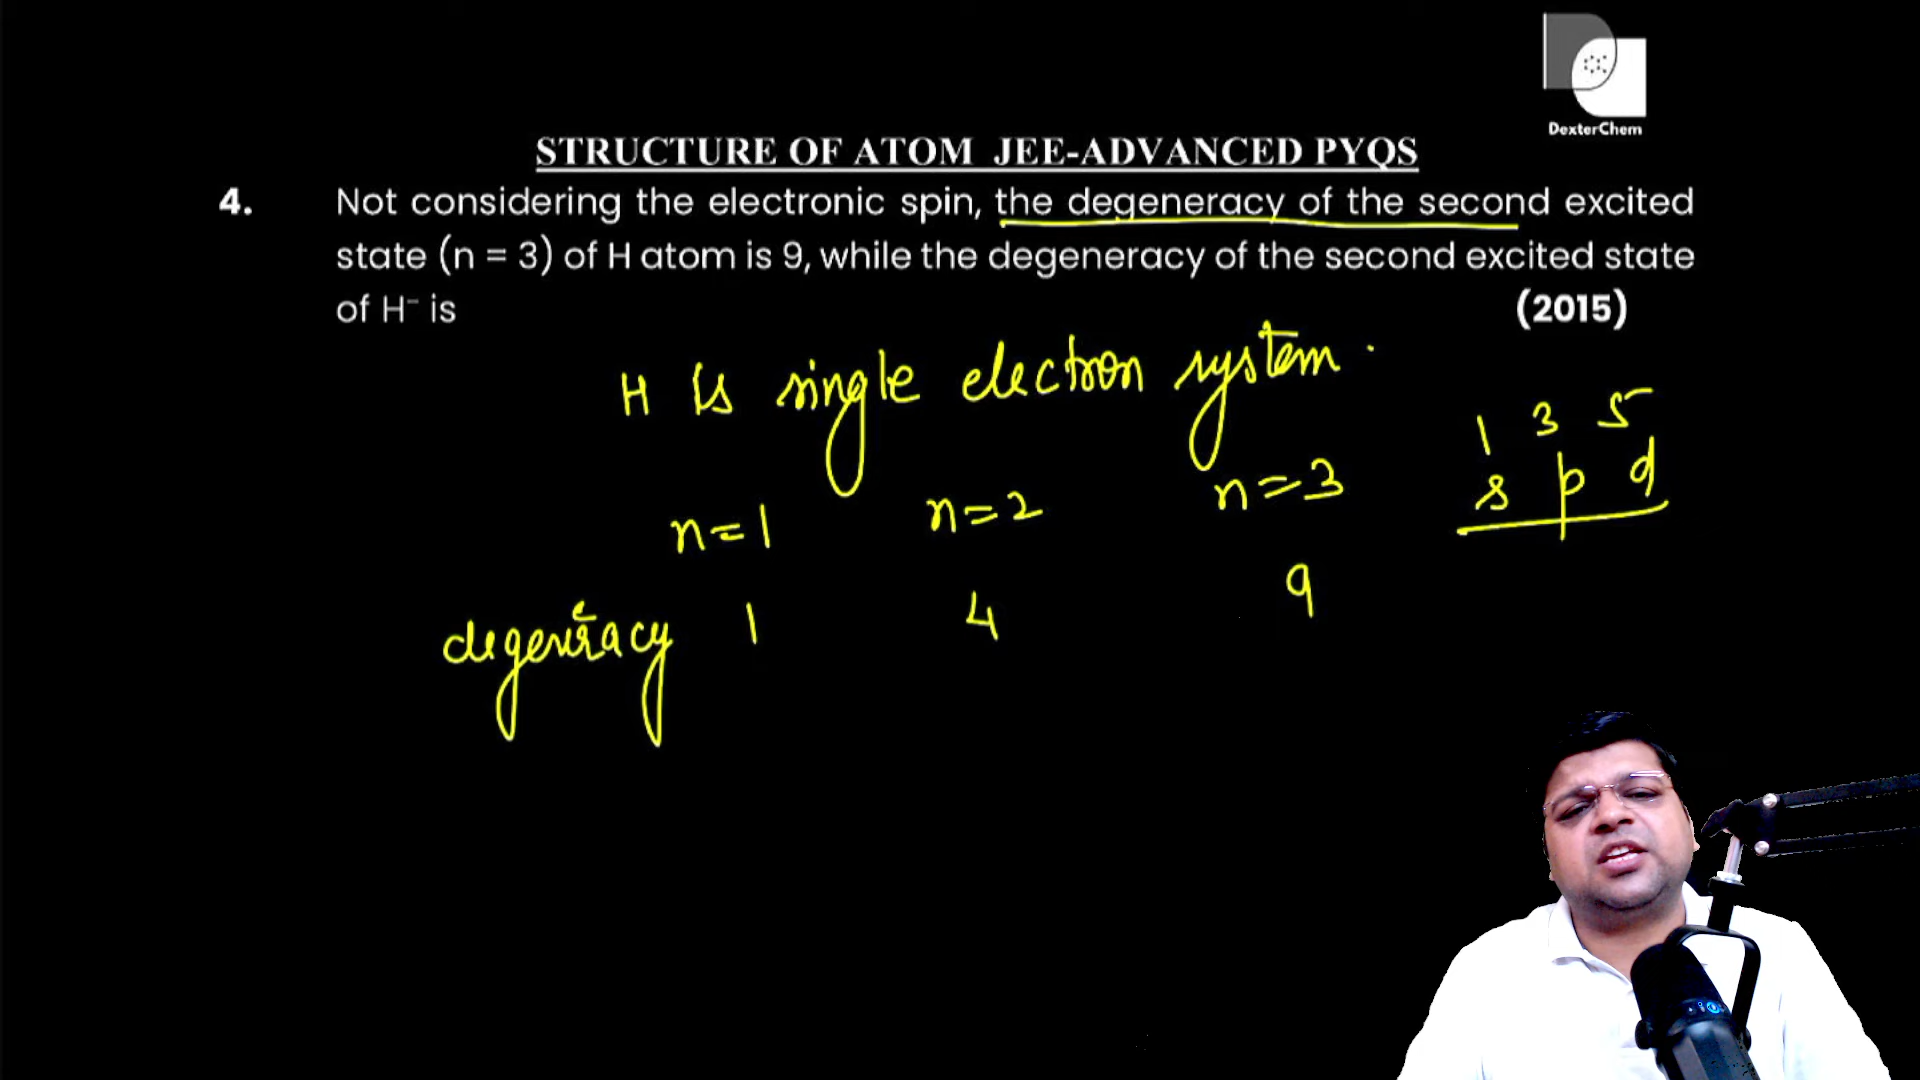 DexterChem
STRUCTURE OF ATOM JEE-ADVANCED PYQS
4. Not considering the electronic spin, the degeneracy of the second excited
state (n = 3) of H atom is 9, while the degeneracy of the second excited state
of H⁻ is (2015)
H is single electron system.
1 3 5
s p d
n=1 n=2 n=3
degeneracy 1 4 9